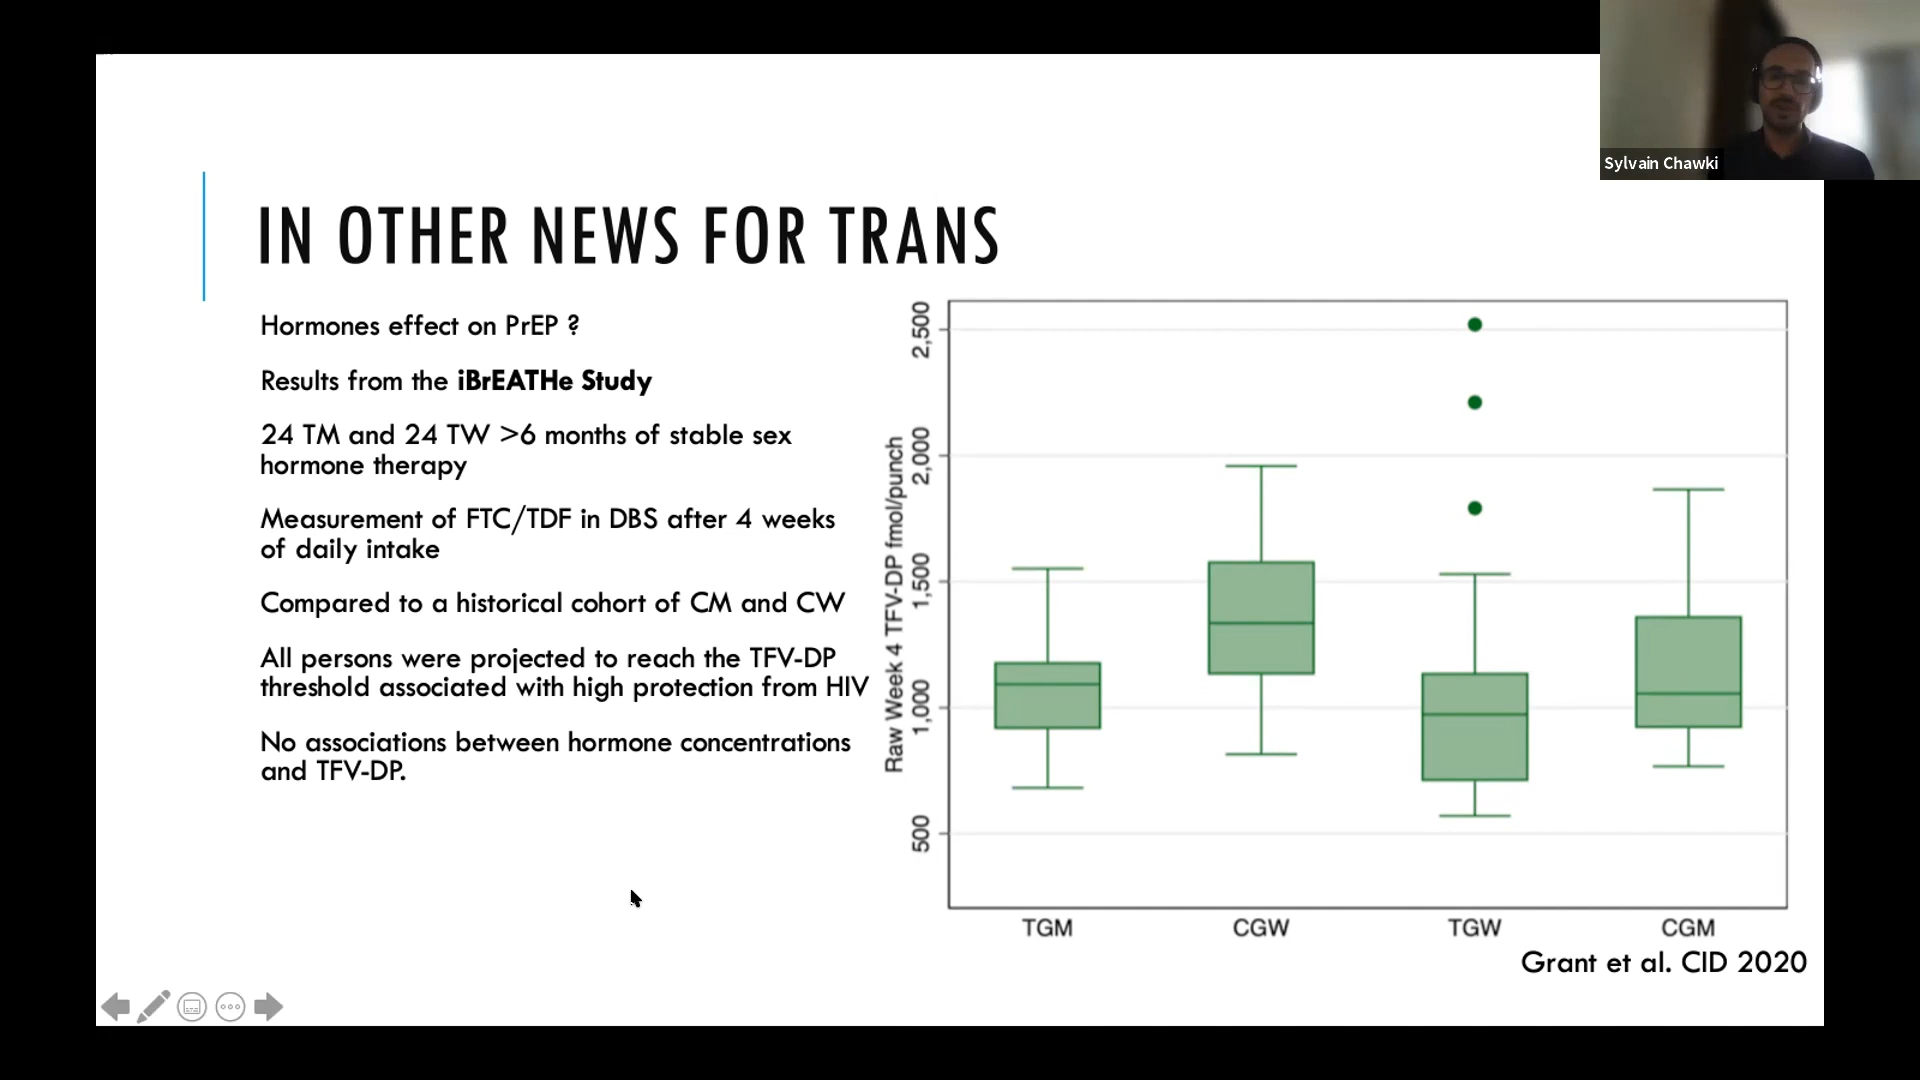 Sylvain Chawki
IN OTHER NEWS FOR TRANS
Hormones effect on PrEP ?
Results from the iBrEATHe Study
24 TM and 24 TW >6 months of stable sex
hormone therapy
Measurement of FTC/TDF in DBS after 4 weeks
of daily intake
Compared to a historical cohort of CM and CW
All persons were projected to reach the TFV-DP
threshold associated with high protection from HIV
No associations between hormone concentrations
and TFV-DP.
Raw Week 4 TFV-DP fmol/punch
2,500
2,000
1,500
1,000
500
TGM
CGW
TGW
CGM
Grant et al. CID 2020